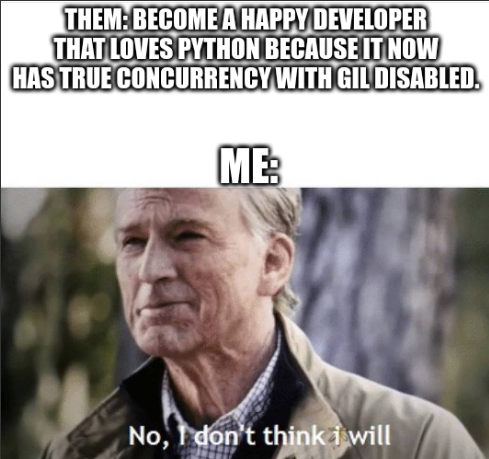 THEM: BECOME A HAPPY DEVELOPER
THAT LOVES PYTHON BECAUSE IT NOW
HAS TRUE CONCURRENCY WITH GIL DISABLED.
ME:
No, I don't think i will